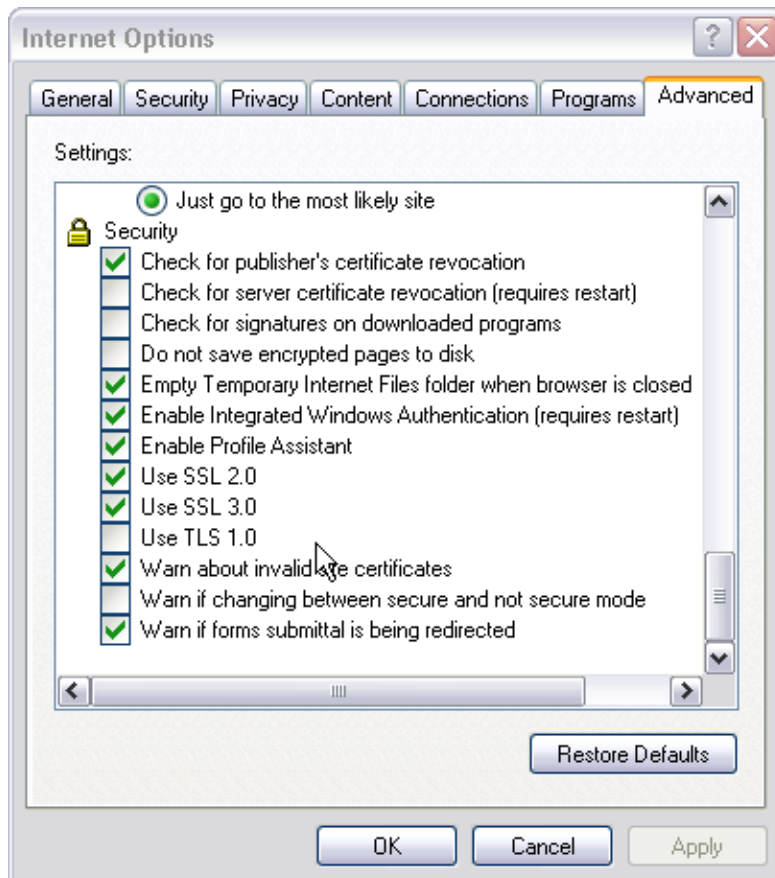 Internet Options
General Security Privacy Content Connections Programs Advanced
Settings:
Just go to the most likely site
Security
Check for publisher's certificate revocation
Check for server certificate revocation (requires restart)
Check for signatures on downloaded programs
Do not save encrypted pages to disk
Empty Temporary Internet Files folder when browser is closed
Enable Integrated Windows Authentication (requires restart)
Enable Profile Assistant
Use SSL 2.0
Use SSL 3.0
Use TLS 1.0
Warn about invalid site certificates
Warn if changing between secure and not secure mode
Warn if forms submittal is being redirected
Restore Defaults
OK Cancel Apply